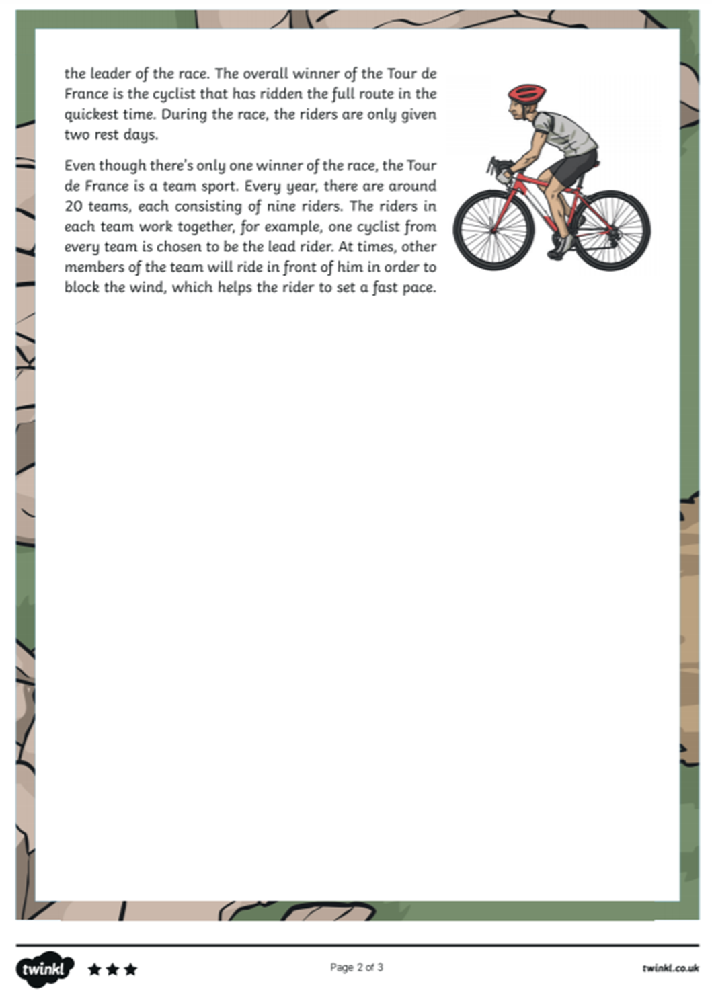 the leader of the race. The overall winner of the Tour de
France is the cyclist that has ridden the full route in the
quickest time. During the race, the riders are only given
two rest days.
Even though there's only one winner of the race, the Tour
de France is a team sport. Every year, there are around
20 teams, each consisting of nine riders. The riders in
each team work together, for example, one cyclist from
every team is chosen to be the lead rider. At times, other
members of the team will ride in front of him in order to
block the wind, which helps the rider to set a fast pace.
twinkl
Page 2 of 3
twinkl.co.uk